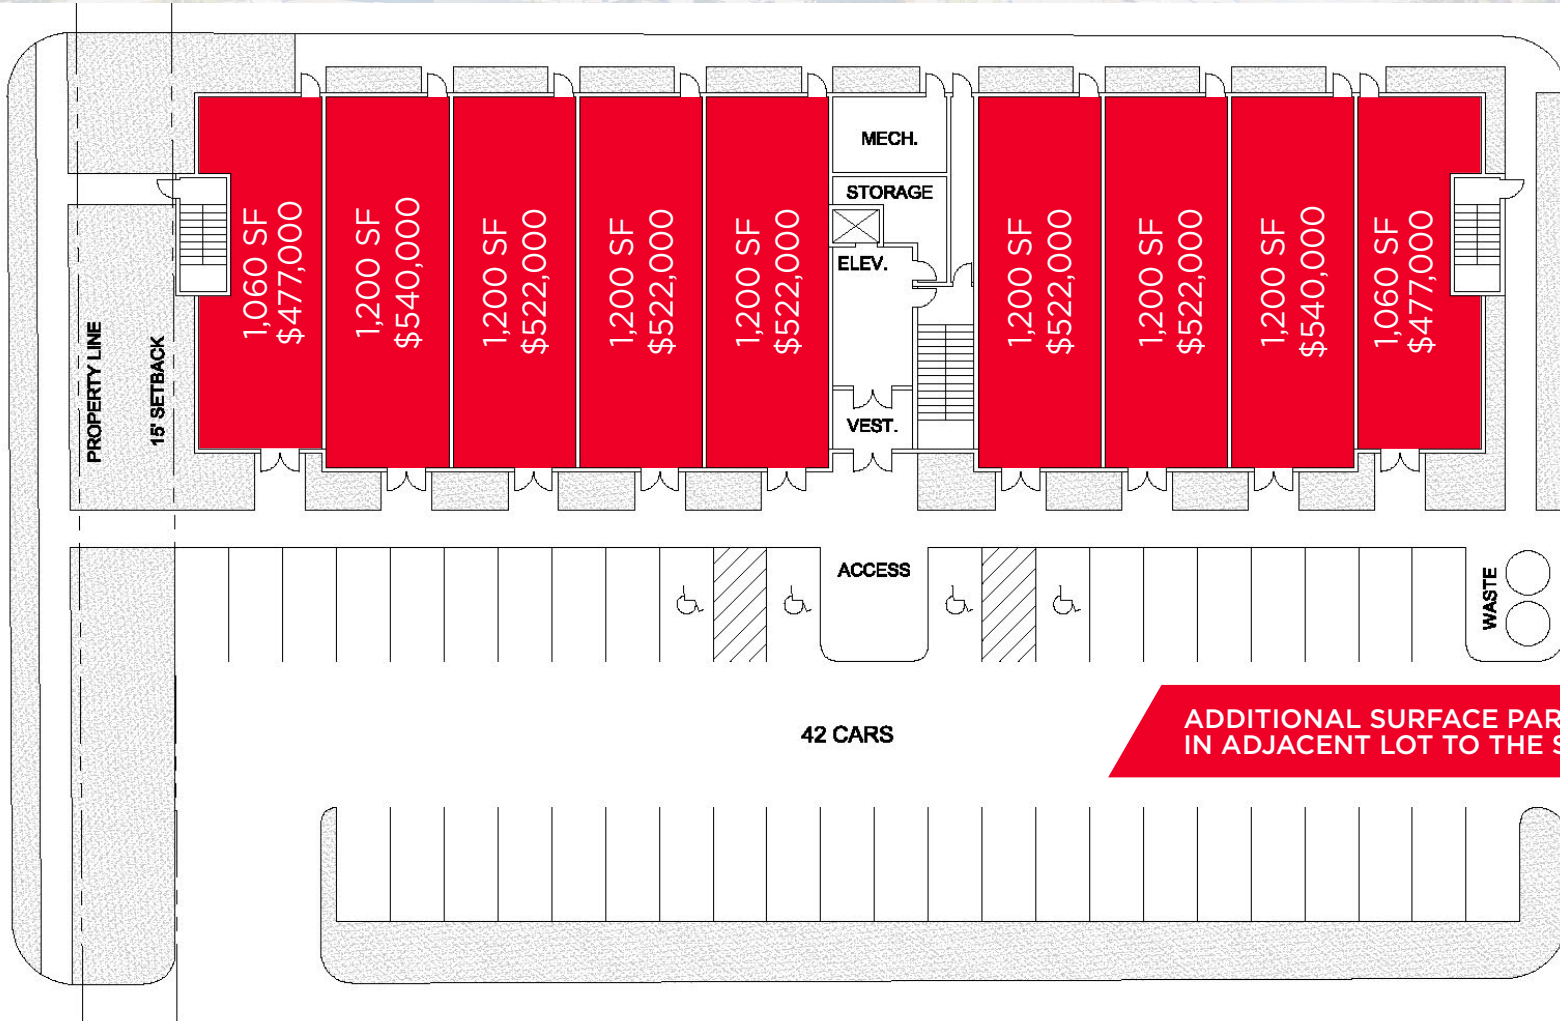 1,060 SF
$477,000
1,200 SF
$540,000
1,200 SF
$522,000
1,200 SF
$522,000
1,200 SF
$522,000
MECH.
STORAGE
ELEV.
VEST.
1,200 SF
$522,000
1,200 SF
$522,000
1,200 SF
$540,000
1,060 SF
$477,000
PROPERTY LINE
15' SETBACK
ACCESS
WASTE
42 CARS
ADDITIONAL SURFACE PAR
IN ADJACENT LOT TO THE S